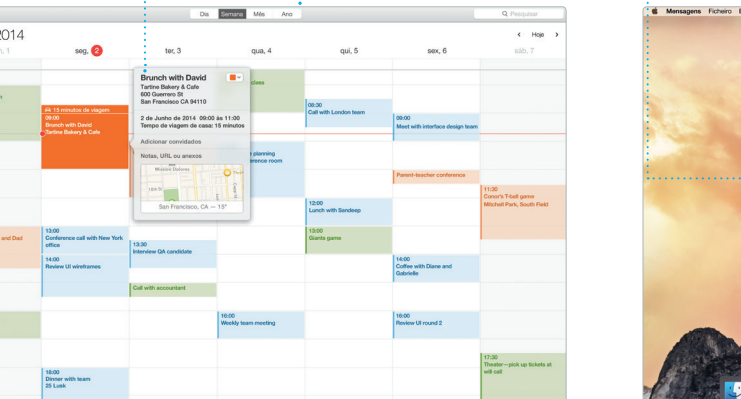 Dia Semana Mês Ano
Pesquisar
2014
Hoje
1
seg, 2
ter, 3
qua, 4
qui, 5
sex, 6
sáb, 7
15 minutos de viagem
09:00
Brunch with David
Tartine Bakery & Cafe
Brunch with David
Tartine Bakery & Cafe
600 Guerrero St
San Francisco CA 94110
2 de Junho de 2014 09:00 às 11:00
Tempo de viagem de casa: 15 minutos
Adicionar convidados
Notas, URL ou anexos
Mission Dolores
San Francisco, CA — 15°
and Dad
13:00
Conference call with New York
office
14:00
Review UI wireframes
18:00
Dinner with team
25 Lusk
13:30
Interview QA candidate
Call with accountant
class
planning
room
16:00
Weekly team meeting
08:30
Call with London team
12:00
Lunch with Sandeep
13:00
Giants game
09:00
Meet with interface design team
Parent-teacher conference
14:00
Coffee with Diane and
Gabrielle
16:00
Review UI round 2
11:30
Conor's T-ball game
Mitchell Park, South Field
17:30
Theater—pick up tickets at
will call
Mensagens Ficheiro